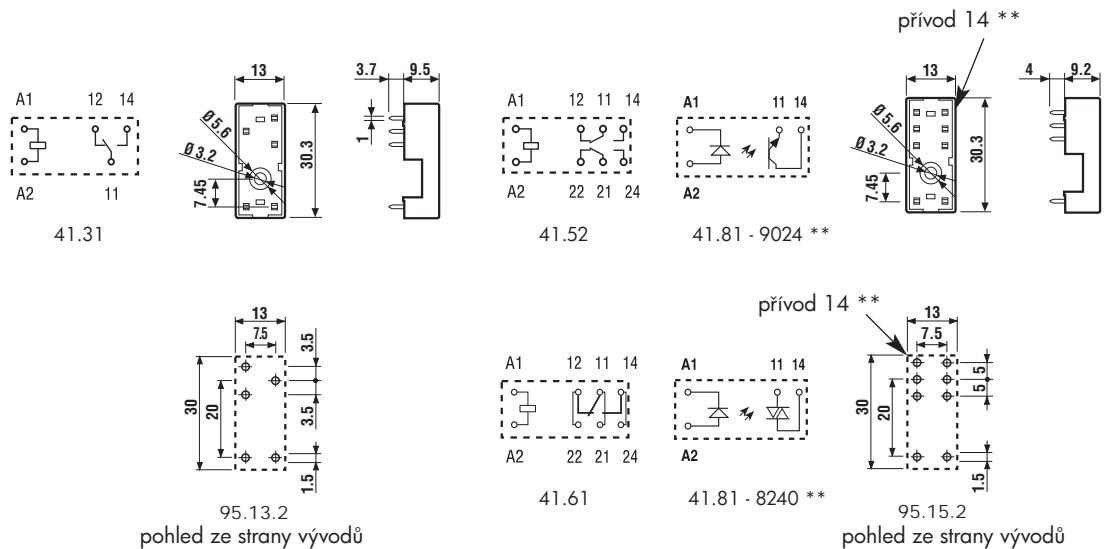 přívod 14 **
13
3.7
9.5
13
4
9.2
A1
12
14
A1
12
11
14
A1
11
14
Ø5.6
1
30.3
Ø5.6
30.3
Ø3.2
Ø3.2
A2
11
7.45
A2
22
21
24
A2
7.45
41.31
41.52
41.81 - 9024 **
přívod 14 **
13
13
7.5
3.5
7.5
A1
12
11
14
A1
11
14
5
30
20
3.5
30
20
5
A2
22
21
24
A2
1.5
1.5
41.61
41.81 - 8240 **
95.13.2
95.15.2
pohled ze strany vývodů
pohled ze strany vývodů